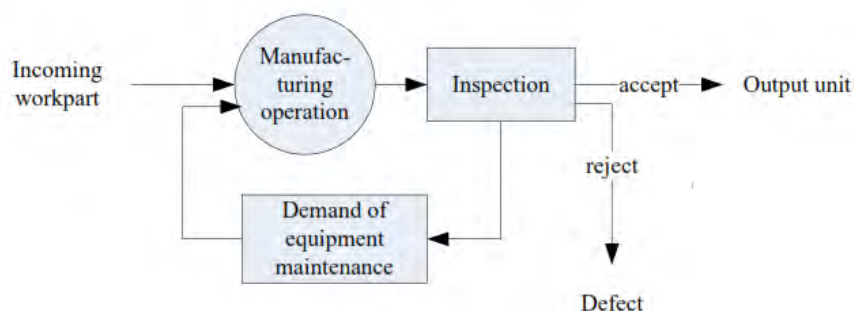 Incoming
workpart
Manufac-
turing
operation
Inspection
accept
Output unit
reject
Demand of
equipment
maintenance
Defect